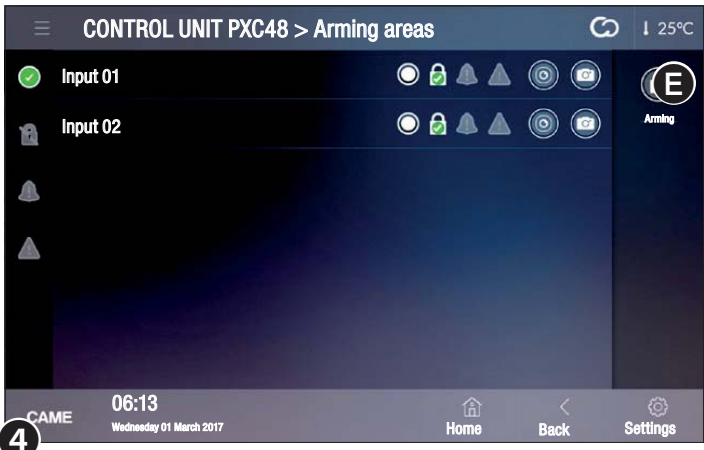 CONTROL UNIT PXC48 > Arming areas
25°C
Input 01
E
Arming
Input 02
06:13
CAME
Wednesday 01 March 2017
Home
Back
Settings
4